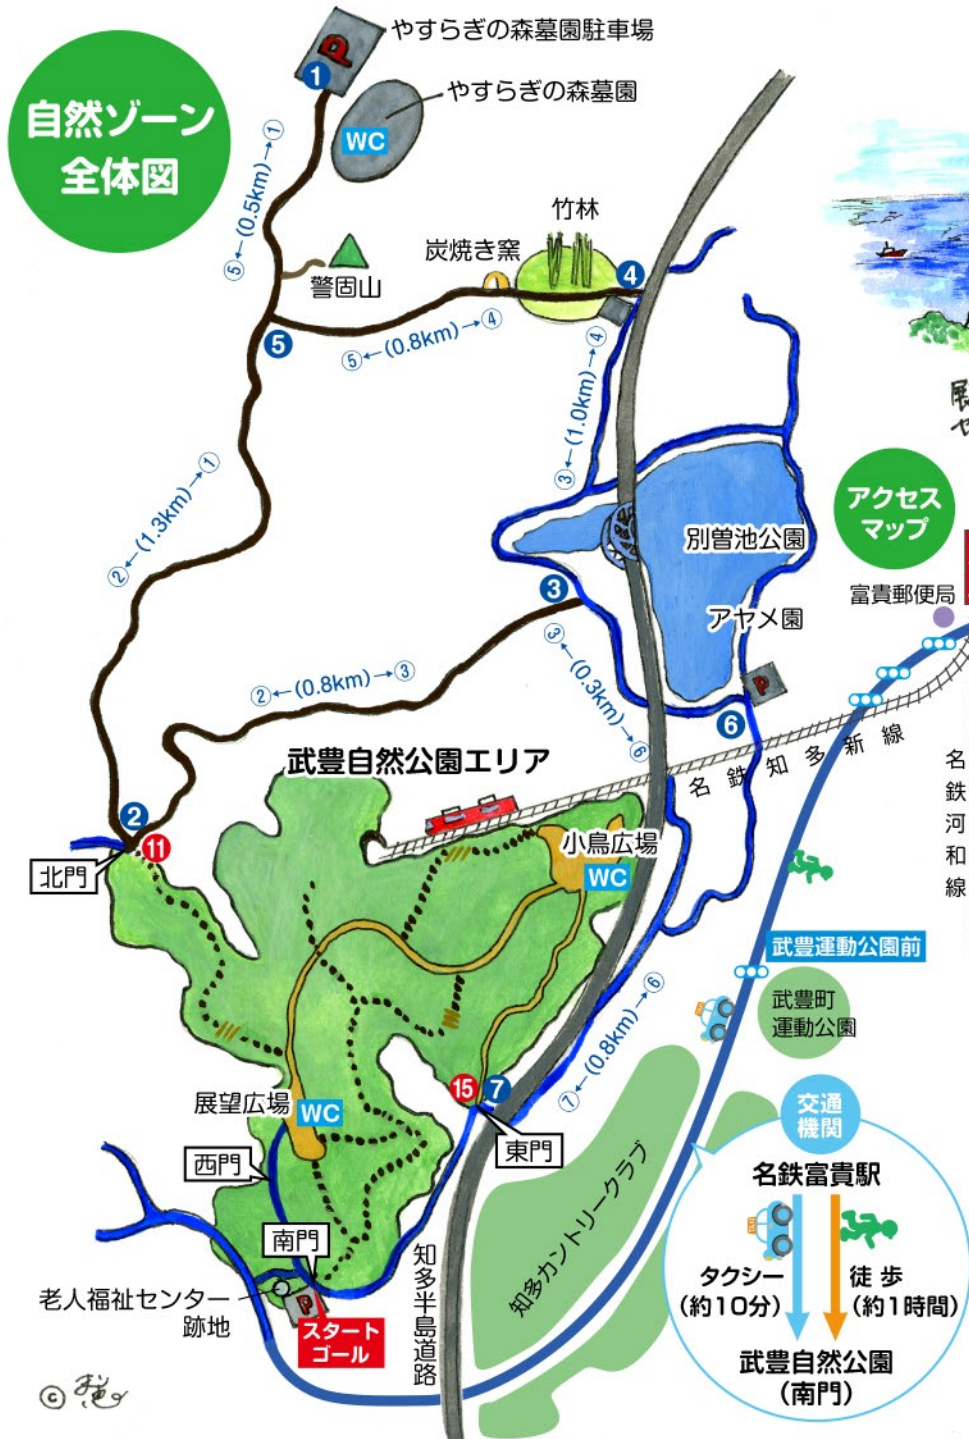 自然ゾーン
全体図
P
1
やすらぎの森墓園駐車場
やすらぎの森墓園
WC
⑤←(0.5km)→①
警固山
炭焼き窯
竹林
4
5
⑤←(0.8km)→④
③←(1.0km)→④
②←(1.3km)→①
別曽池公園
アヤメ園
3
③←(0.3km)→⑥
②←(0.8km)→③
P
6
アクセス
マップ
富貴郵便局
名鉄知多新線
名鉄河和線
武豊自然公園エリア
2
11
北門
小鳥広場
WC
武豊運動公園前
武豊町
運動公園
⑦←(0.8km)→⑥
15
7
東門
展望広場
WC
西門
南門
老人福祉センター
跡地
P
スタート
ゴール
知多半島道路
知多カントリークラブ
交通
機関
名鉄富貴駅
TAXI
タクシー
(約10分)
徒歩
(約1時間)
武豊自然公園
(南門)
©